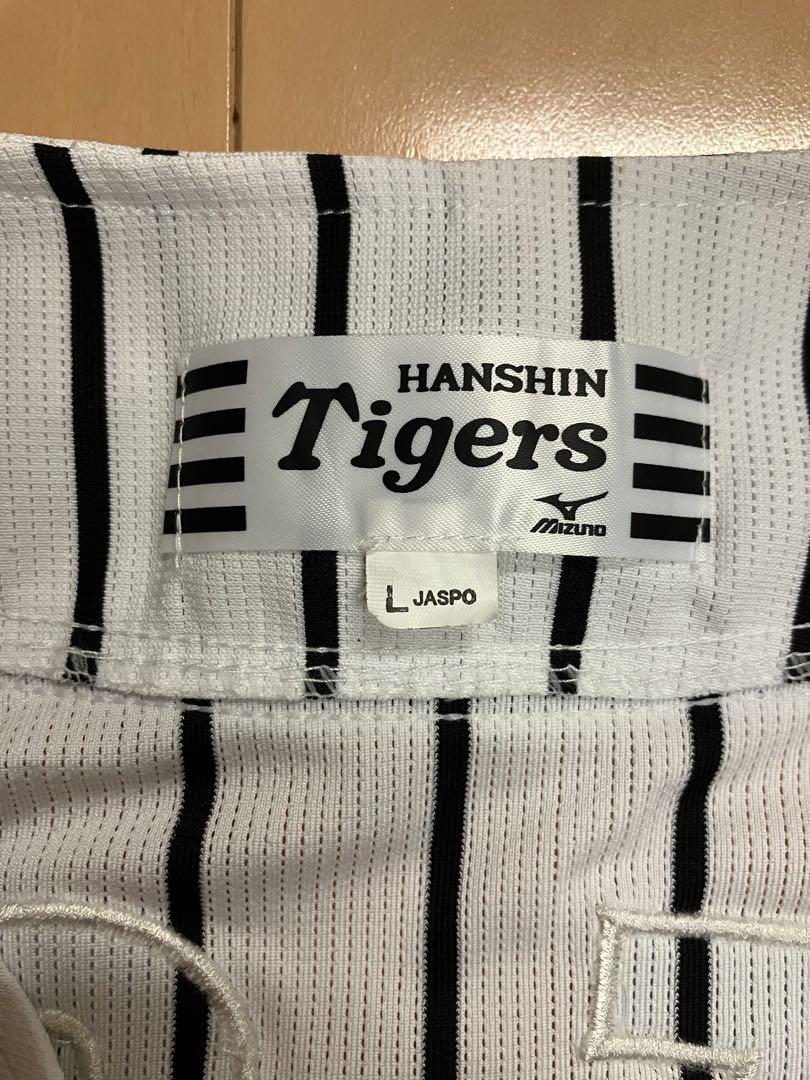 HANSHIN
Tigers
MIZUNO
L JASPO